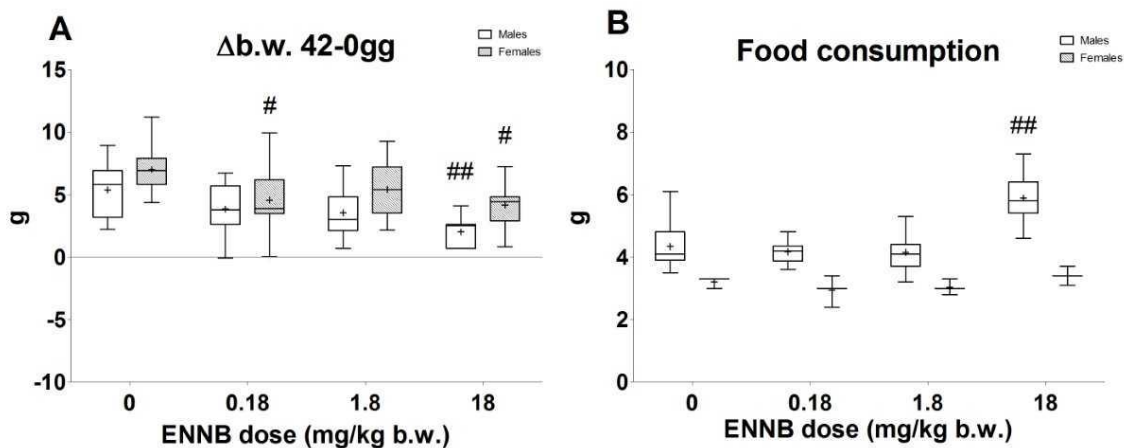 A
Δb.w. 42-0gg
Males
Females
15
10
5
0
-5
-10
g
#
##
#
0
0.18
1.8
18
ENNB dose (mg/kg b.w.)
B
Food consumption
Males
Females
10
8
6
4
2
0
g
##
0
0.18
1.8
18
ENNB dose (mg/kg b.w.)